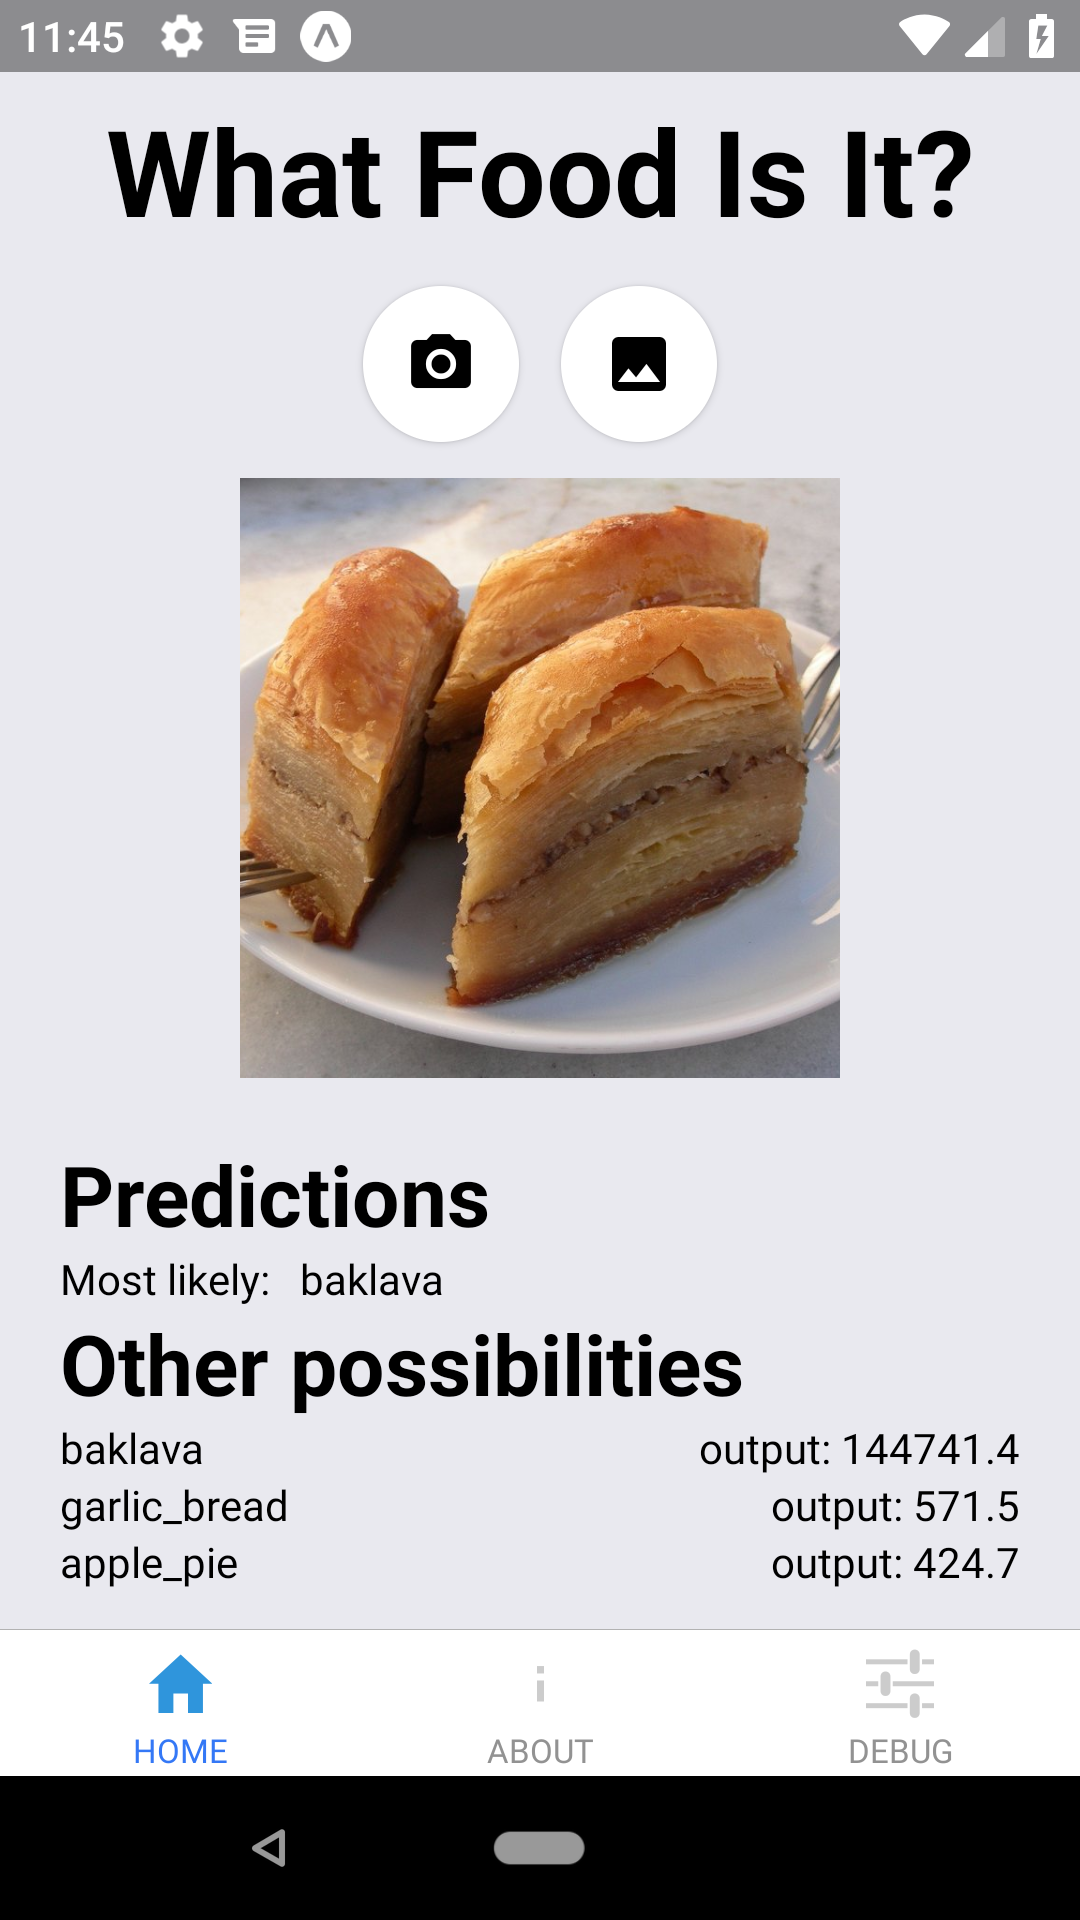 11:45
What Food Is It?
Predictions
Most likely: baklava
Other possibilities
baklava output: 144741.4
garlic_bread output: 571.5
apple_pie output: 424.7
HOME ABOUT DEBUG